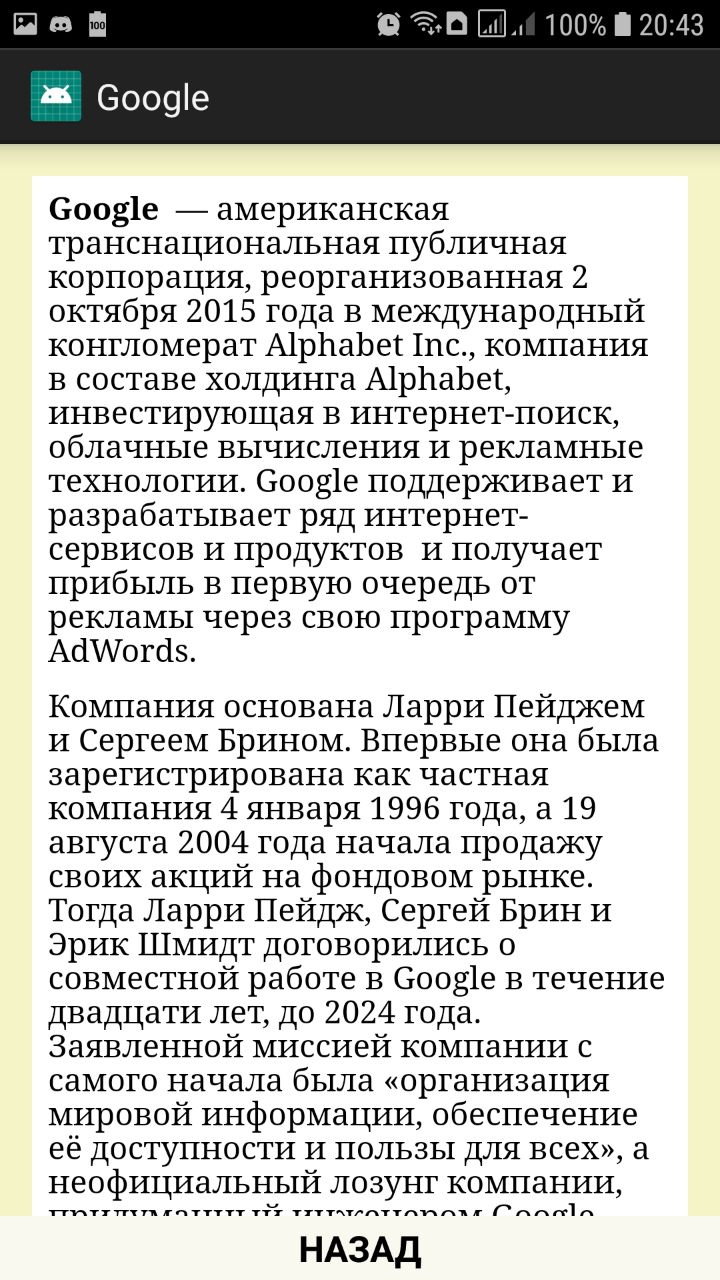 100
100% 20:43
Google
Google — американская
транснациональная публичная
корпорация, реорганизованная 2
октября 2015 года в международный
конгломерат Alphabet Inc., компания
в составе холдинга Alphabet,
инвестирующая в интернет-поиск,
облачные вычисления и рекламные
технологии. Google поддерживает и
разрабатывает ряд интернет-
сервисов и продуктов и получает
прибыль в первую очередь от
рекламы через свою программу
AdWords.
Компания основана Ларри Пейджем
и Сергеем Брином. Впервые она была
зарегистрирована как частная
компания 4 января 1996 года, а 19
августа 2004 года начала продажу
своих акций на фондовом рынке.
Тогда Ларри Пейдж, Сергей Брин и
Эрик Шмидт договорились о
совместной работе в Google в течение
двадцати лет, до 2024 года.
Заявленной миссией компании с
самого начала была «организация
мировой информации, обеспечение
её доступности и пользы для всех», а
неофициальный лозунг компании,
придуманный инженером Google
НАЗАД